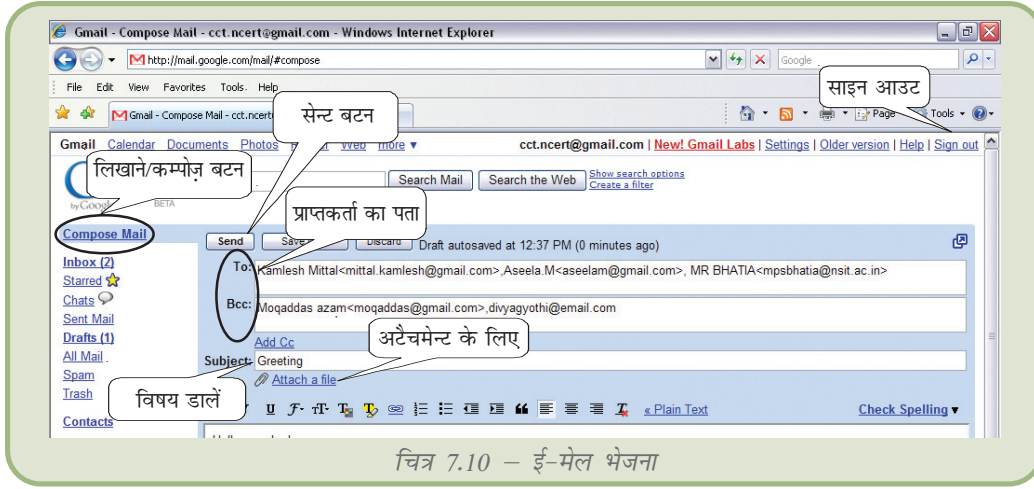 Gmail - Compose Mail - cct.ncert@gmail.com - Windows Internet Explorer
http://mail.google.com/mail/#compose
Google
File Edit View Favorites Tools Help
साइन आउट
Gmail - Compose Mail - cct.ncert
सेन्ट बटन
Page Tools
Gmail Calendar Documents Photos Web more ▼
cct.ncert@gmail.com | New! Gmail Labs | Settings | Older version | Help | Sign out
लिखाने/कम्पोज़ बटन
Search Mail Search the Web Show search options
Create a filter
by Google BETA
प्राप्तकर्ता का पता
Compose Mail
Send Discard Draft autosaved at 12:37 PM (0 minutes ago)
To: Kamlesh Mittal<mittal.kamlesh@gmail.com>,Aseela.M<aseelam@gmail.com>, MR BHATIA<mpsbhatia@nsit.ac.in>
Inbox (2)
Starred
Chats
Bcc: Moqaddas azam<moqaddas@gmail.com>,divyagyothi@email.com
Sent Mail
Drafts (1)
Add Cc
अटैचमेन्ट के लिए
All Mail
Subject: Greeting
Spam
Attach a file
Trash
विषय डालें
« Plain Text Check Spelling ▼
Contacts
चित्र 7.10 – ई-मेल भेजना